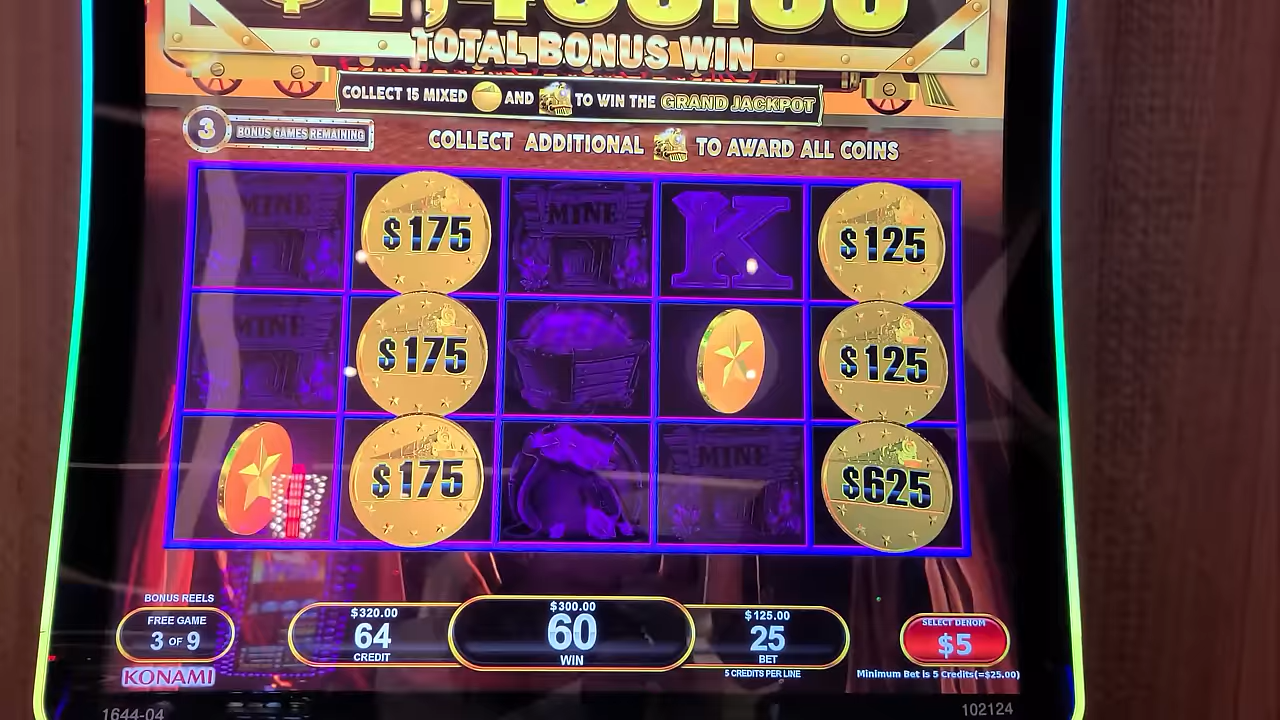 TOTAL BONUS WIN
COLLECT 15 MIXED AND TO WIN THE GRAND JACKPOT
3 BONUS GAMES REMAINING
COLLECT ADDITIONAL TO AWARD ALL COINS
MINE $175 MINE K $125
MINE $175 $125
$175 MINE $625
BONUS REELS
FREE GAME
3 OF 9
$320.00
64
CREDIT
$300.00
60
WIN
$125.00
25
BET
5 CREDITS PER LINE
SELECT DENOM
$5
Minimum Bet is 5 Credits(=$25.00)
KONAMI
1644-04
102124